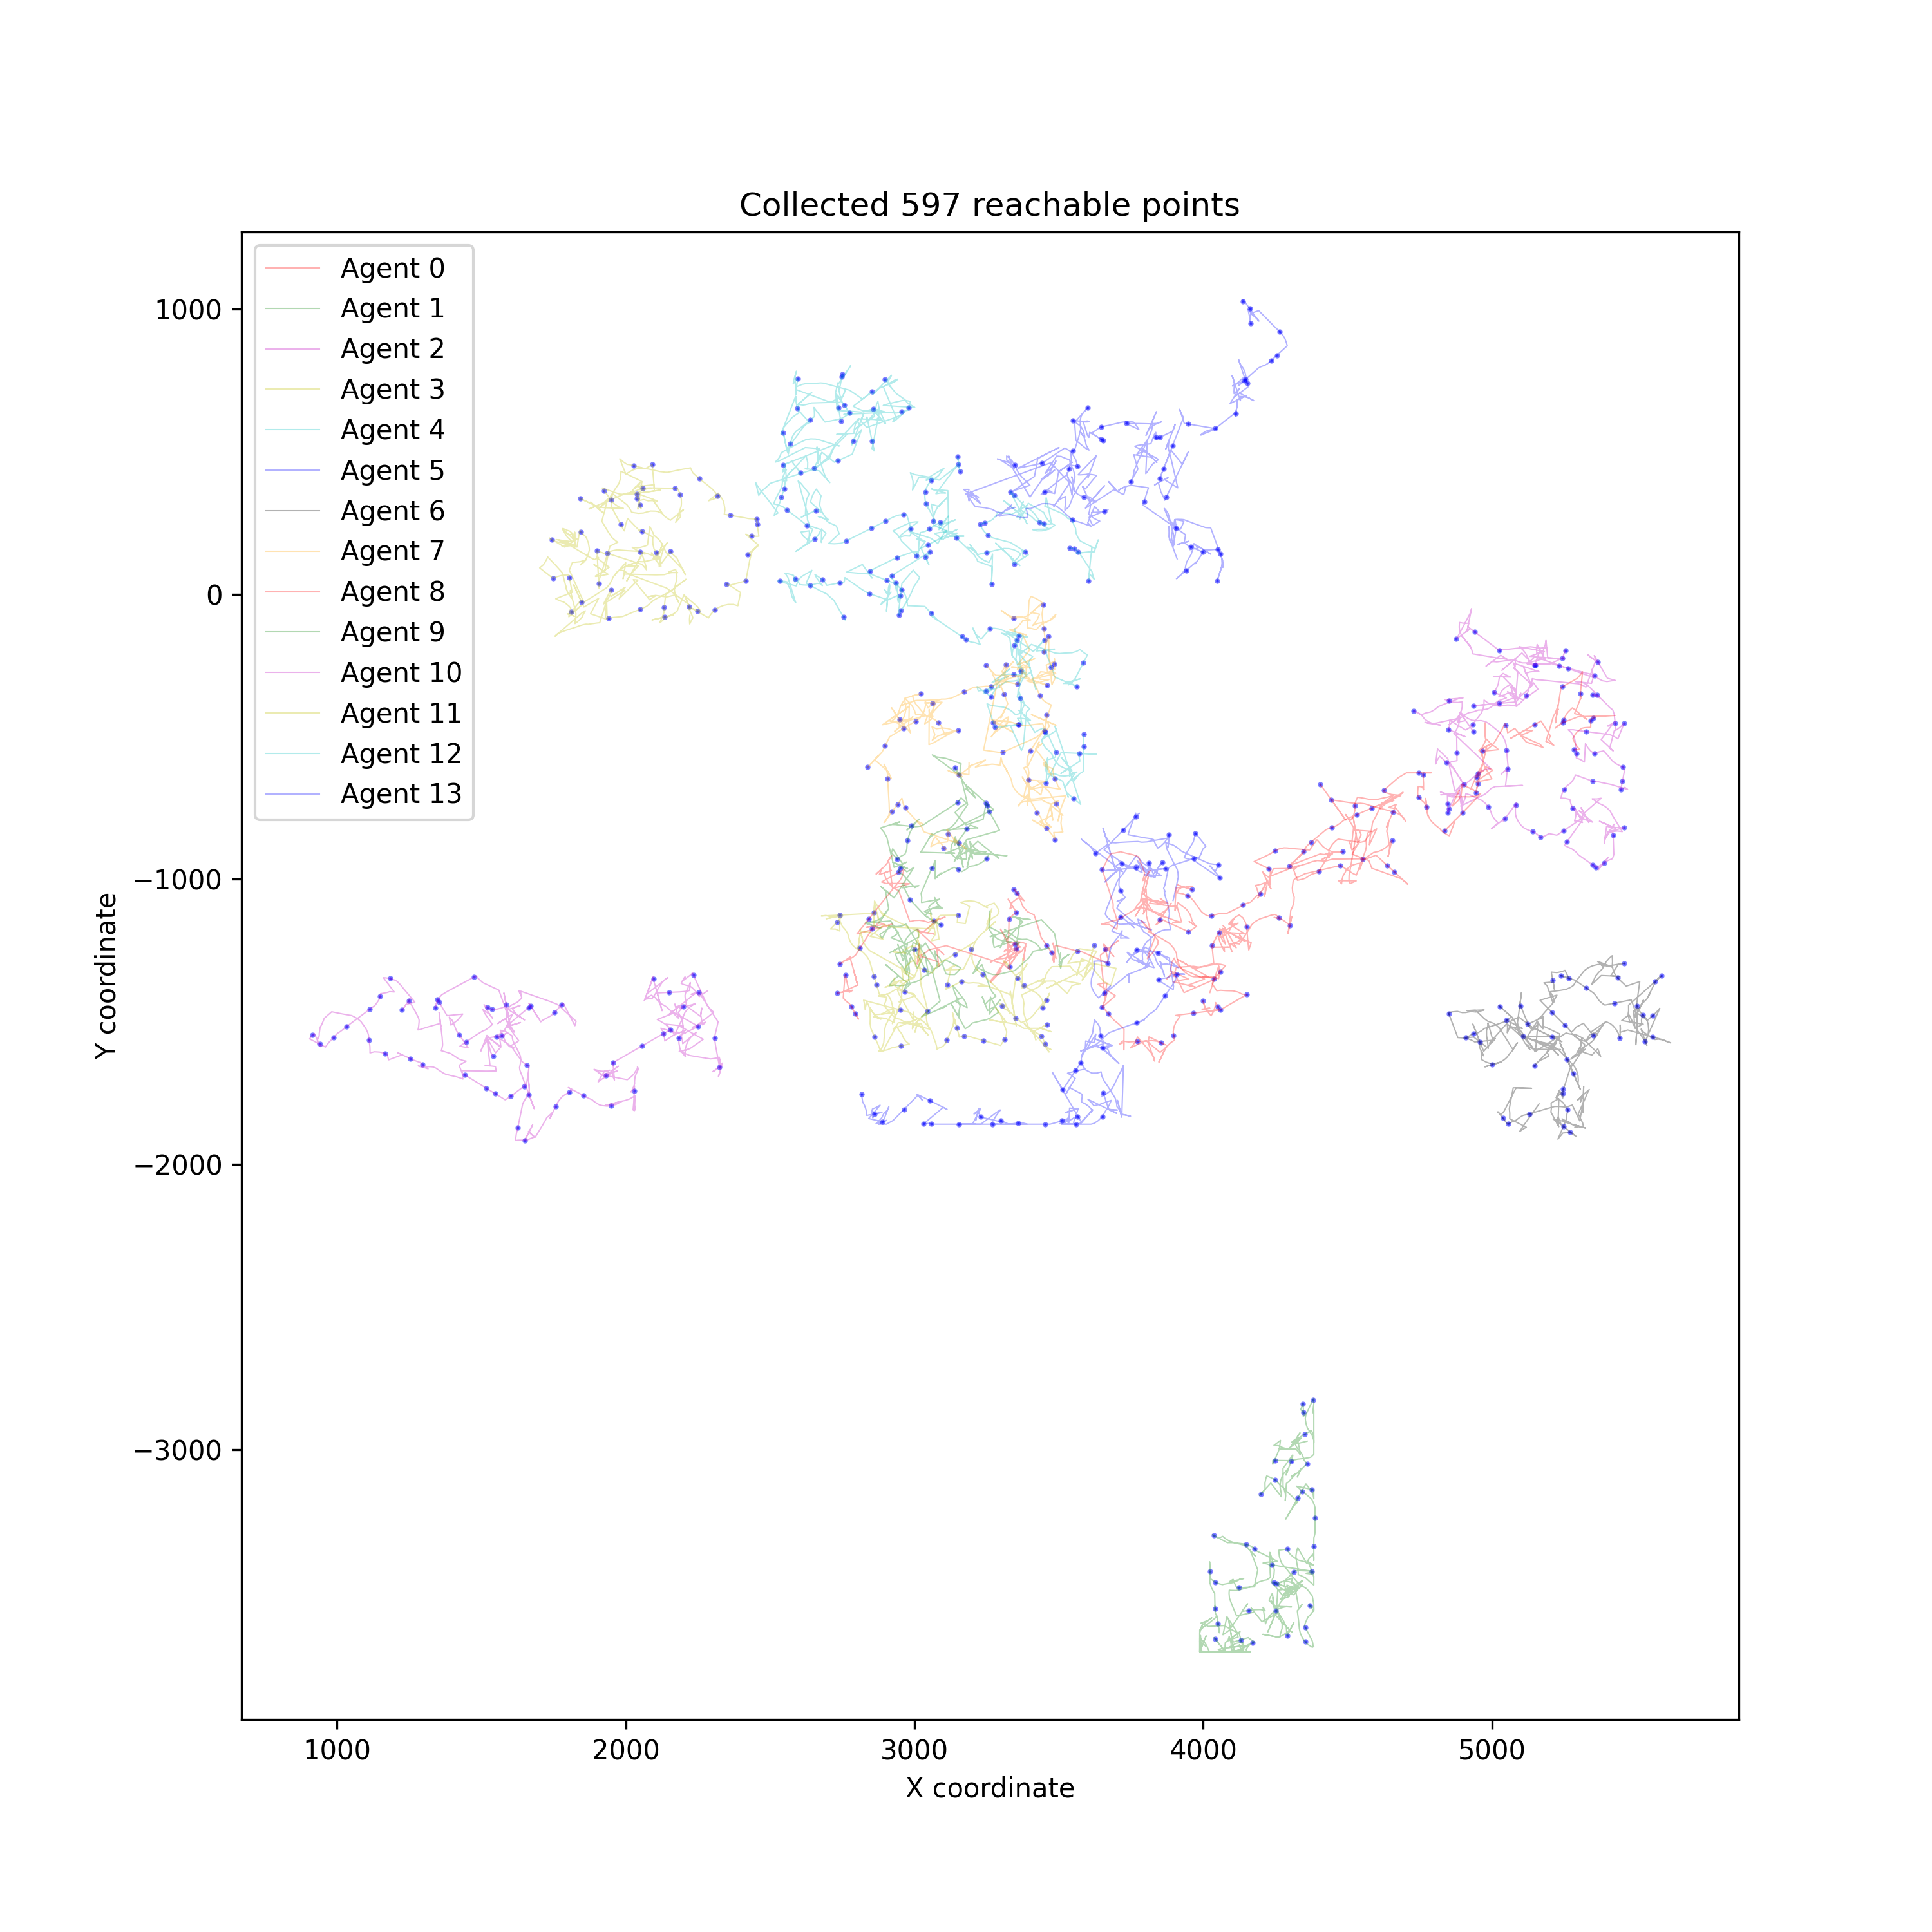 Collected 597 reachable points
Agent 0
Agent 1
Agent 2
Agent 3
Agent 4
Agent 5
Agent 6
Agent 7
Agent 8
Agent 9
Agent 10
Agent 11
Agent 12
Agent 13
1000
0
−1000
−2000
−3000
Y coordinate
1000 2000 3000 4000 5000
X coordinate